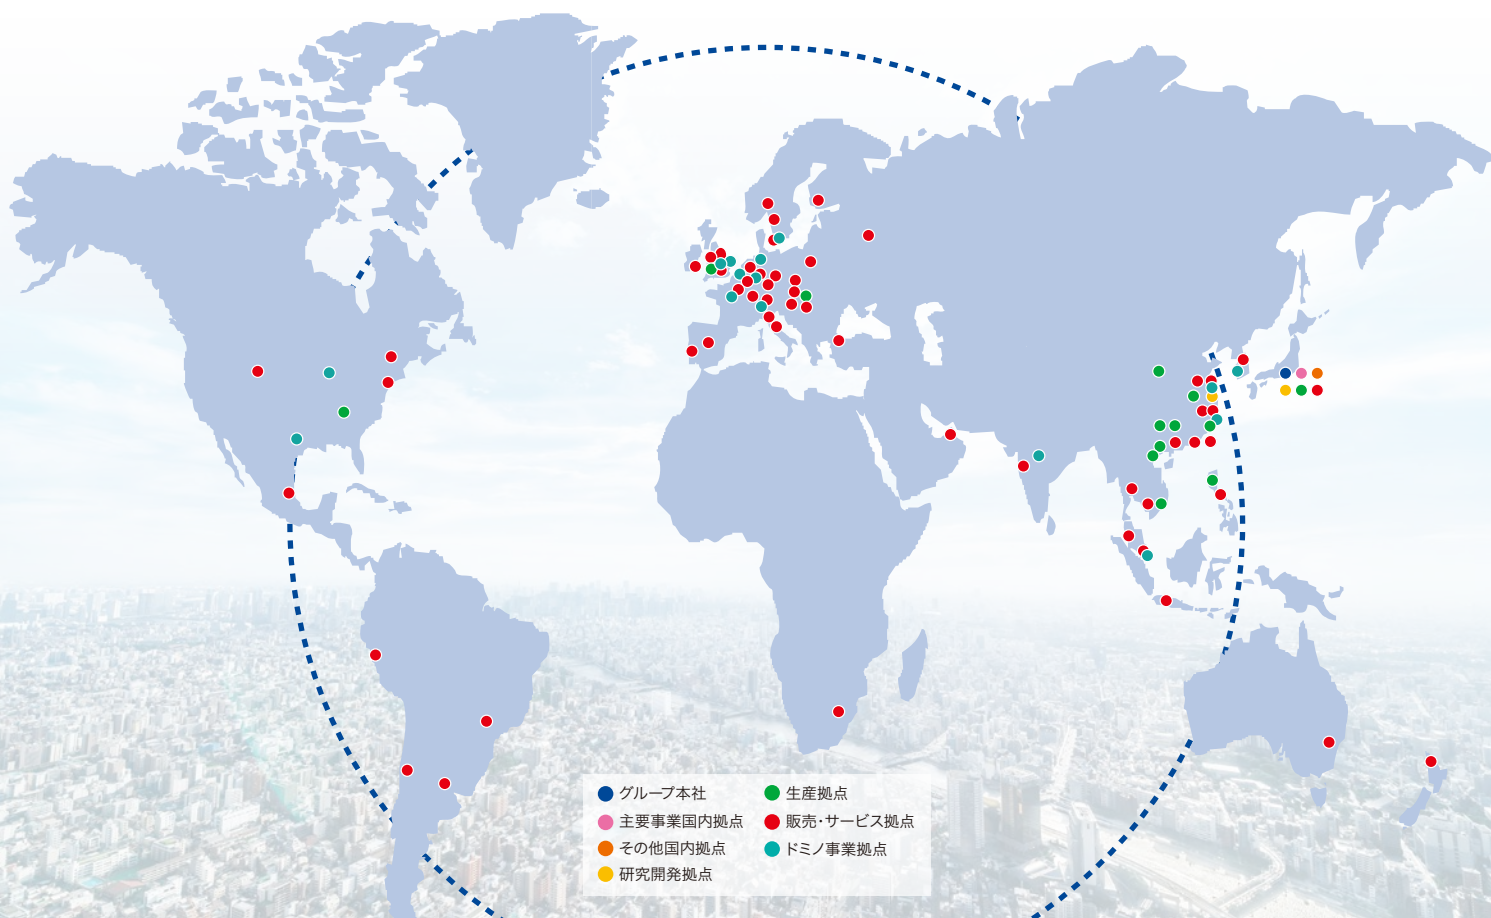 グループ本社
主要事業国内拠点
その他国内拠点
研究開発拠点
生産拠点
販売・サービス拠点
ドミノ事業拠点